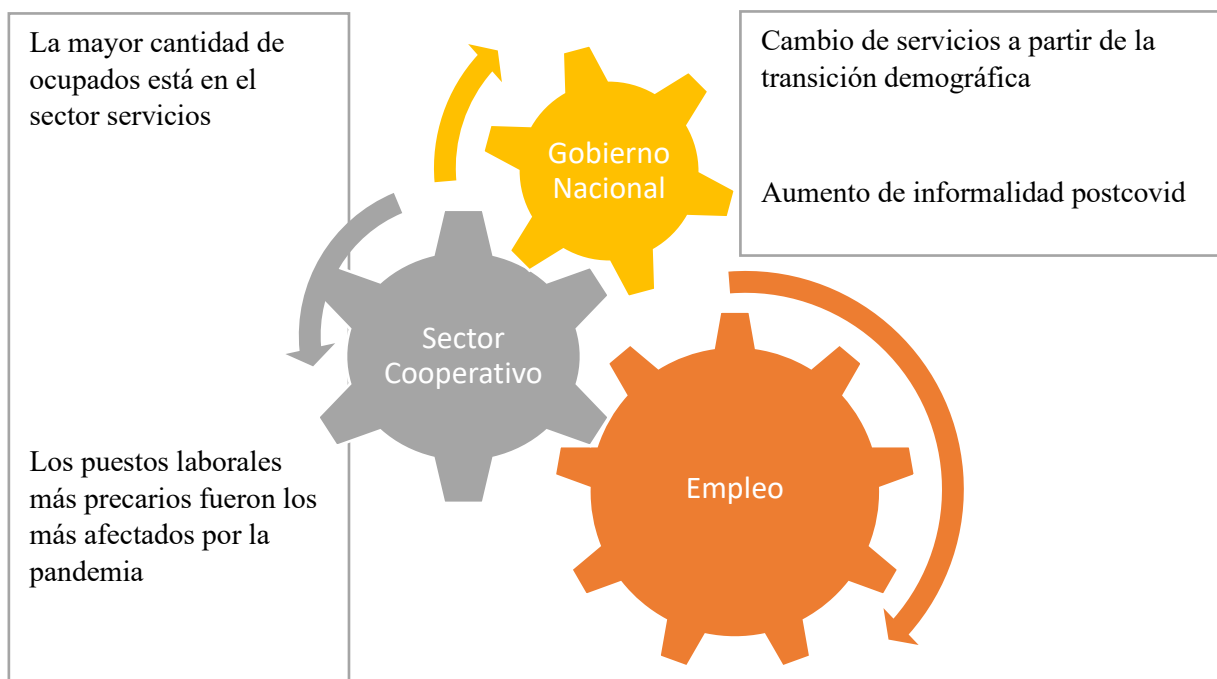 La mayor cantidad de
ocupados está en el
sector servicios
Los puestos laborales
más precarios fueron los
más afectados por la
pandemia
Gobierno
Nacional
Sector
Cooperativo
Empleo
Cambio de servicios a partir de la
transición demográfica
Aumento de informalidad postcovid